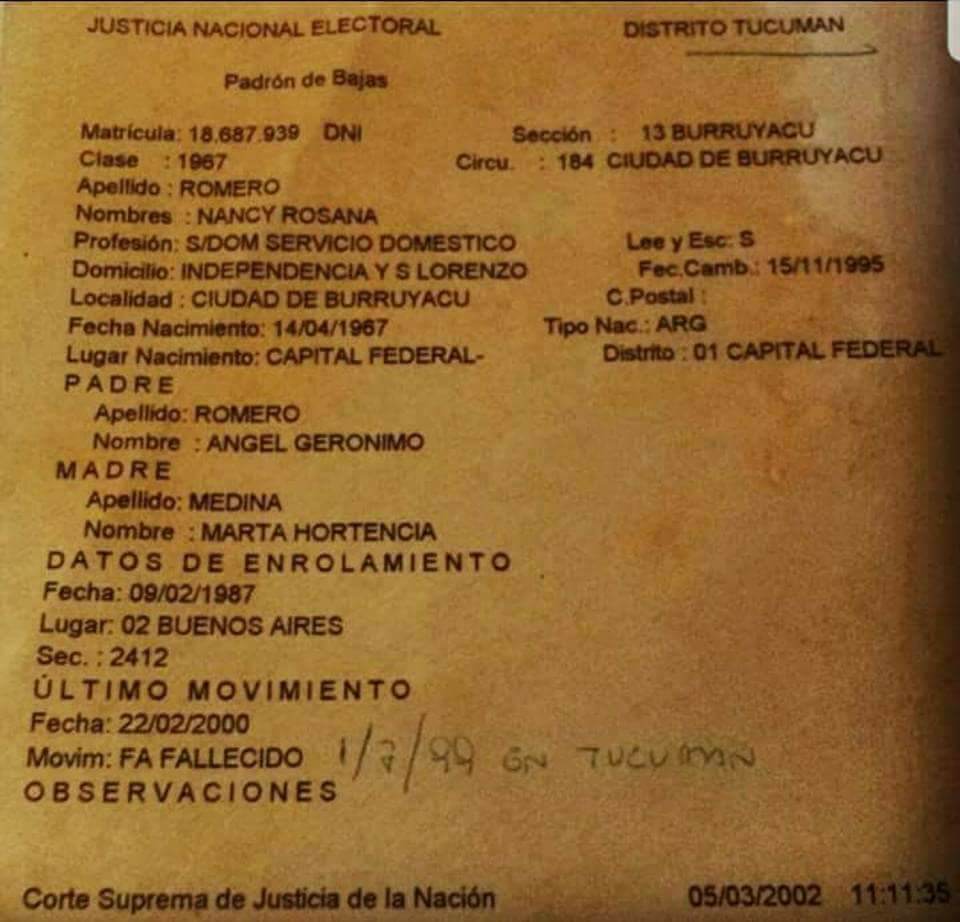 JUSTICIA NACIONAL ELECTORAL DISTRITO TUCUMAN
Padrón de Bajas
Matrícula: 18.687.939 DNI Sección : 13 BURRUYACU
Clase : 1967 Circu. : 184 CIUDAD DE BURRUYACU
Apellido : ROMERO
Nombres : NANCY ROSANA
Profesión: S/DOM SERVICIO DOMESTICO Lee y Esc: S
Domicilio: INDEPENDENCIA Y S LORENZO Fec.Camb.: 15/11/1995
Localidad : CIUDAD DE BURRUYACU C.Postal :
Fecha Nacimiento: 14/04/1967 Tipo Nac.: ARG
Lugar Nacimiento: CAPITAL FEDERAL- Distrito : 01 CAPITAL FEDERAL
PADRE
Apellido: ROMERO
Nombre : ANGEL GERONIMO
MADRE
Apellido: MEDINA
Nombre : MARTA HORTENCIA
DATOS DE ENROLAMIENTO
Fecha: 09/02/1987
Lugar: 02 BUENOS AIRES
Sec. : 2412
ÚLTIMO MOVIMIENTO
Fecha: 22/02/2000
Movim: FA FALLECIDO 1/7/99 EN TUCUMAN
OBSERVACIONES
Corte Suprema de Justicia de la Nación 05/03/2002 11:11:35